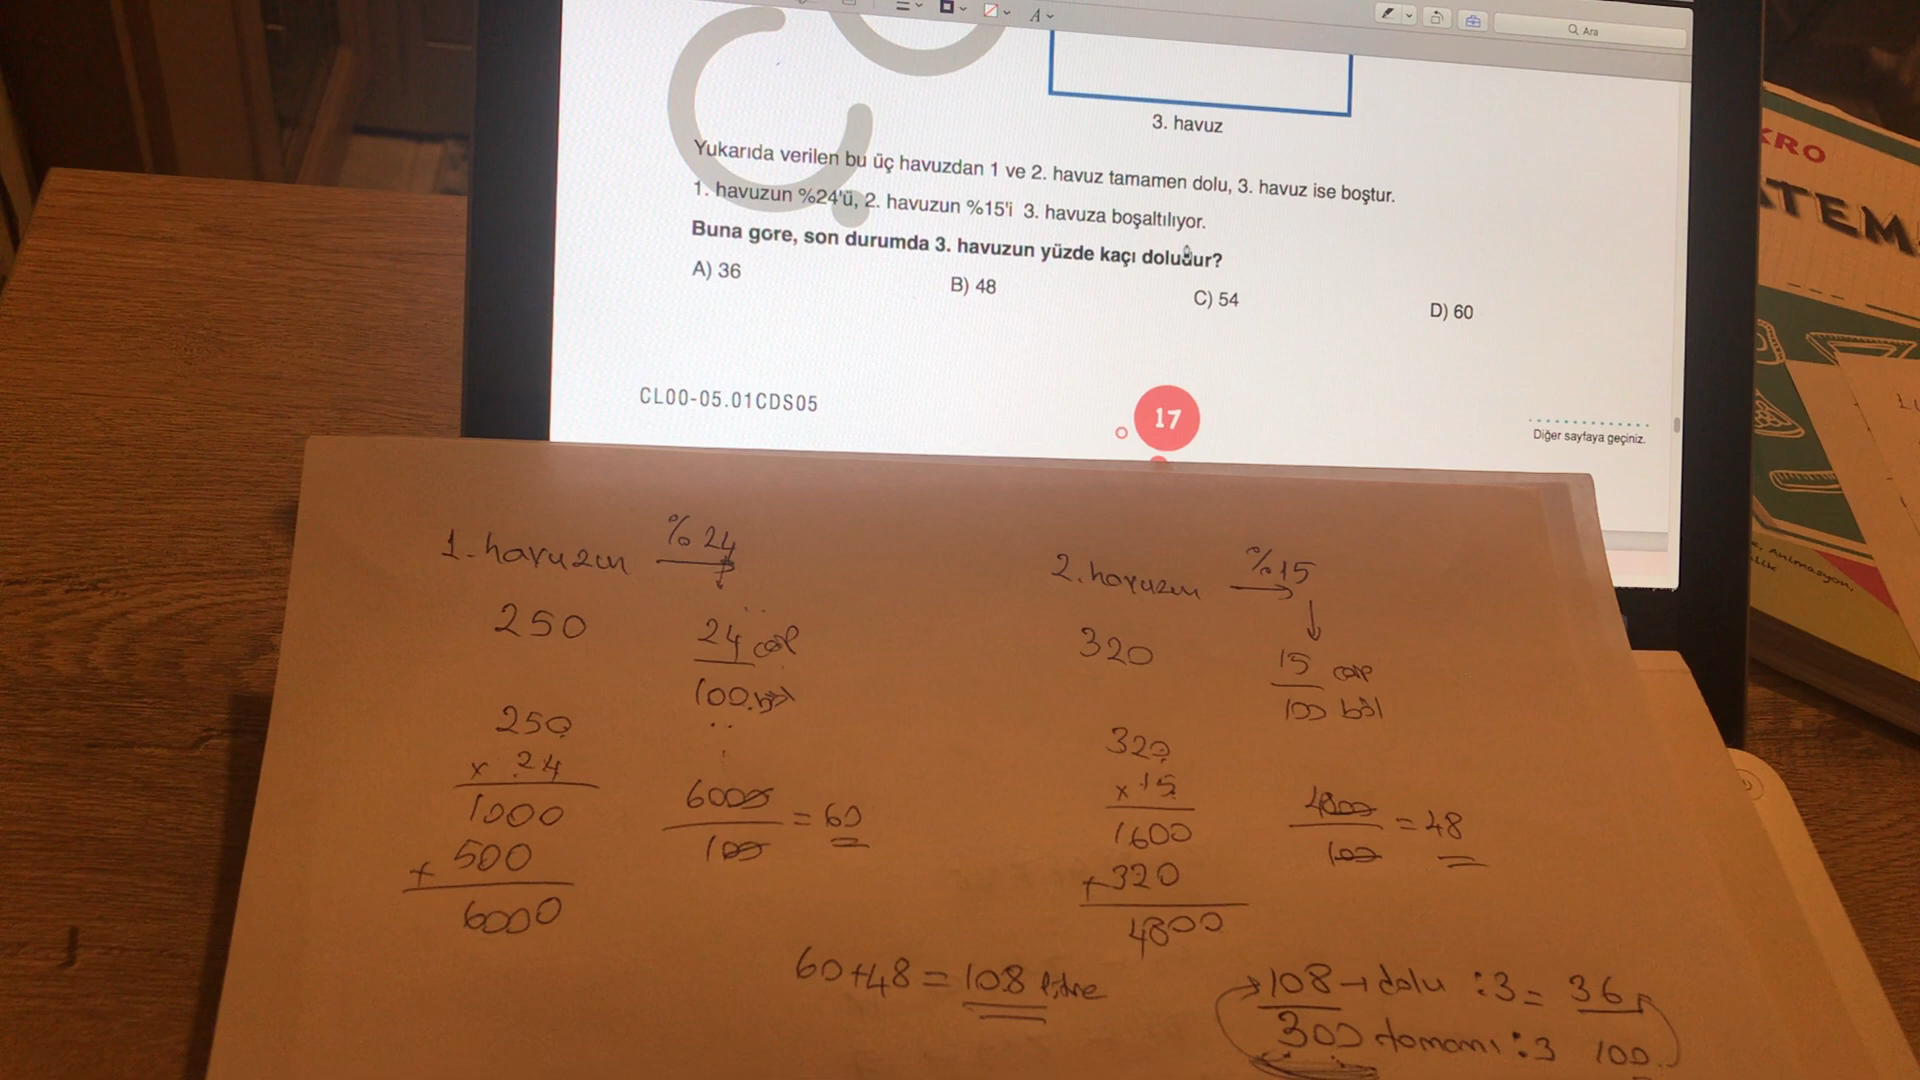 Ara
3. havuz
Yukarıda verilen bu üç havuzdan 1 ve 2. havuz tamamen dolu, 3. havuz ise boştur.
1. havuzun %24'ü, 2. havuzun %15'i 3. havuza boşaltılıyor.
Buna gore, son durumda 3. havuzun yüzde kaçı doludur?
A) 36
B) 48
C) 54
D) 60
CL00-05.01CDS05
17
Diğer sayfaya geçiniz.
KRO
ATEM
Animasyon,
1. havuzun %24
250
24
100
250
x 24
1000
+ 500
6000
6000
100
= 60
2. havuzun %15
320
15
100 böl
320
x 15
1600
+320
4800
4800
100
= 48
60+48=108 litre
108 → dolu :3 = 36
300 tamamı :3 100